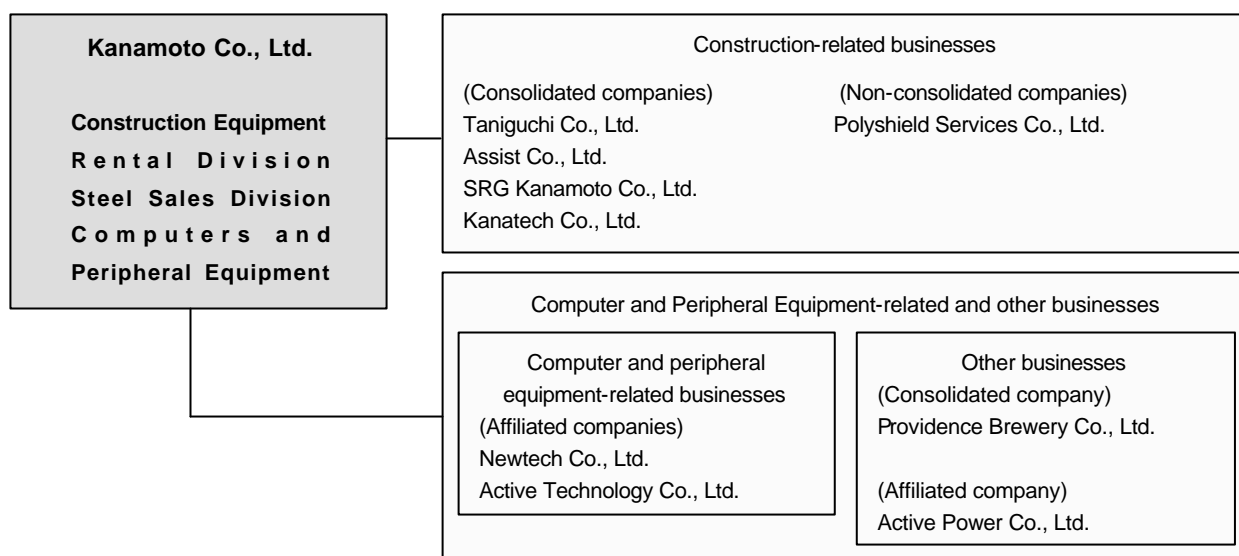 Kanamoto Co., Ltd.
Construction Equipment
Rental Division
Steel Sales Division
Computers and
Peripheral Equipment
Construction-related businesses
(Consolidated companies)
Taniguchi Co., Ltd.
Assist Co., Ltd.
SRG Kanamoto Co., Ltd.
Kanatech Co., Ltd.
(Non-consolidated companies)
Polyshield Services Co., Ltd.
Computer and Peripheral Equipment-related and other businesses
Computer and peripheral
equipment-related businesses
(Affiliated companies)
Newtech Co., Ltd.
Active Technology Co., Ltd.
Other businesses
(Consolidated company)
Providence Brewery Co., Ltd.
(Affiliated company)
Active Power Co., Ltd.